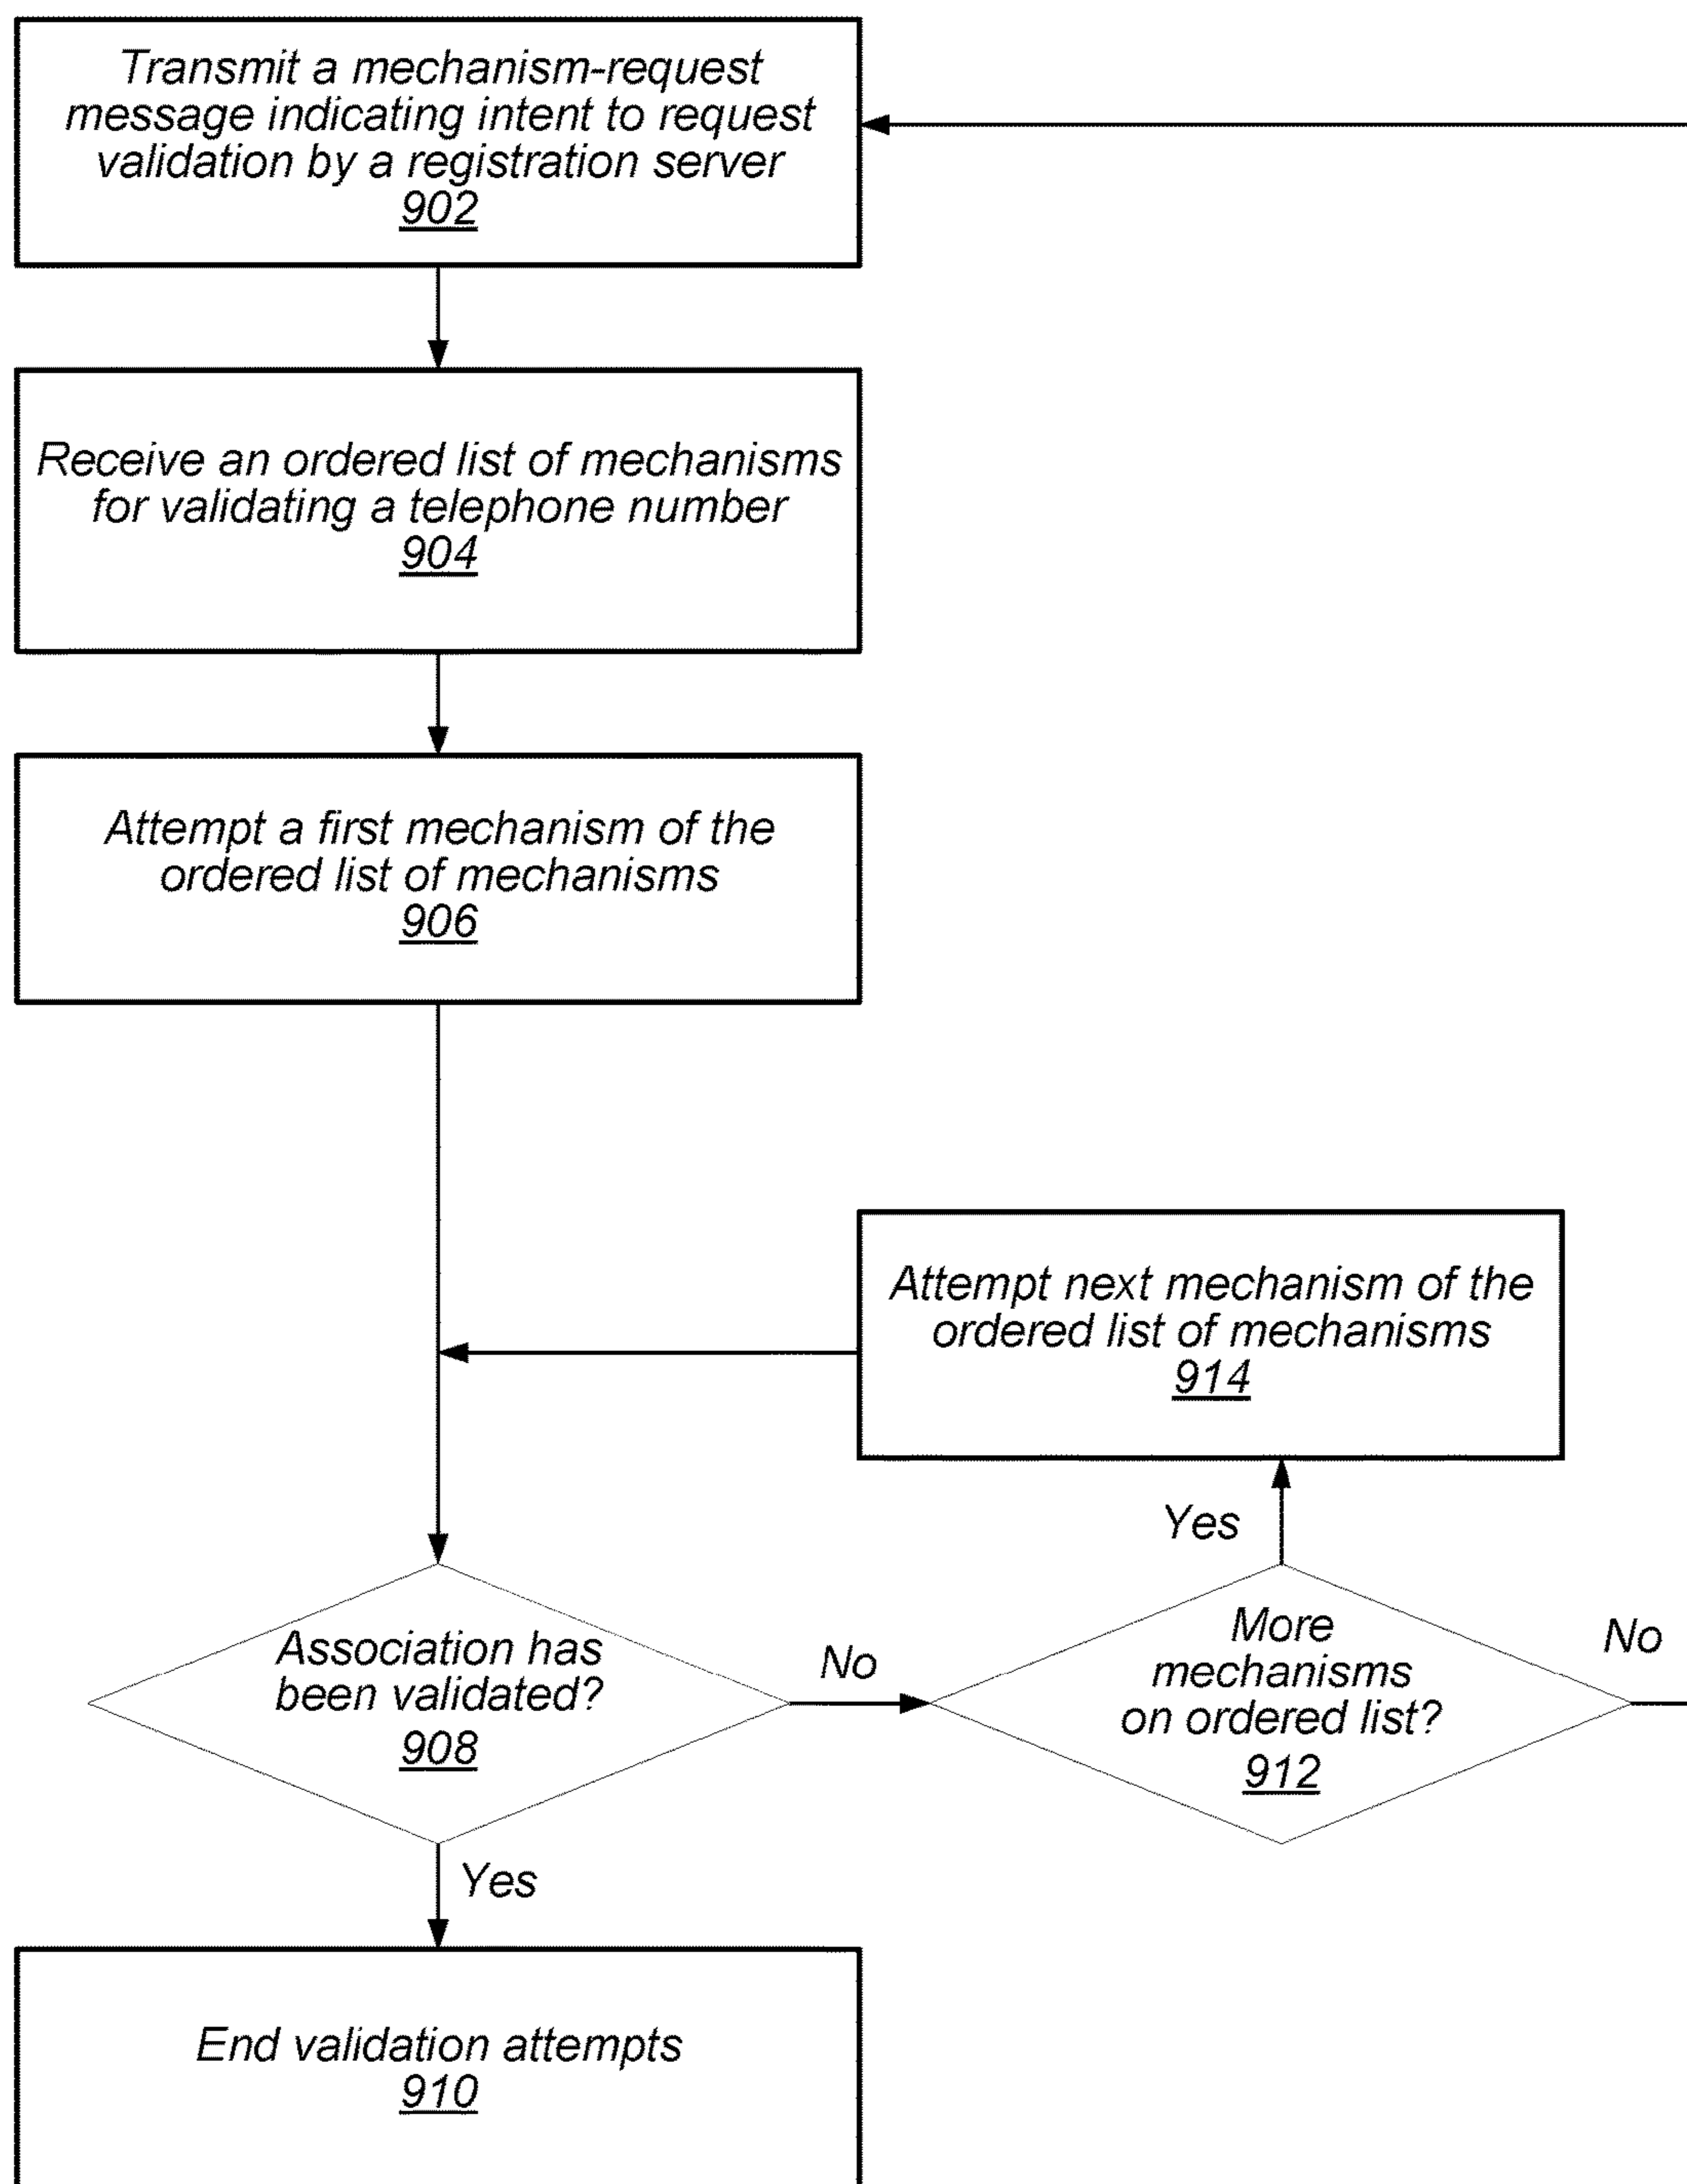 Transmit a mechanism-request
message indicating intent to request
validation by a registration server
902
Receive an ordered list of mechanisms
for validating a telephone number
904
Attempt a first mechanism of the
ordered list of mechanisms
906
Attempt next mechanism of the
ordered list of mechanisms
914
Yes
Association has
been validated?
908
No
More
mechanisms
on ordered list?
912
No
Yes
End validation attempts
910